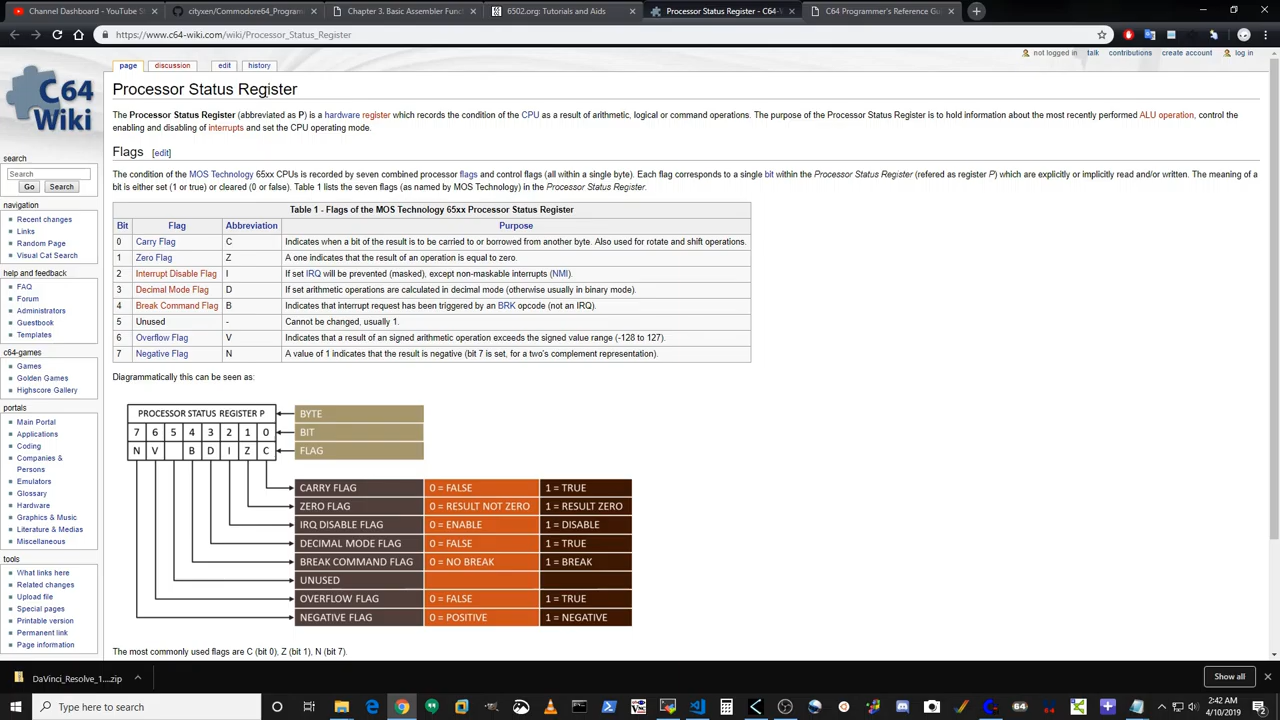 Dashboard - YouTube S
cityxen/Commodore64_Program
Chapter 3. Basic Assembler Func
6502.org: Tutorials and Aids
Processor Status Register - C64-W
C64 Programmer's Reference Gui
https://www.c64-wiki.com/wiki/Processor_Status_Register
not logged in talk contributions create account log in
page discussion edit history
C64
Wiki
Processor Status Register
The Processor Status Register (abbreviated as P) is a hardware register which records the condition of the CPU as a result of arithmetic, logical or command operations. The purpose of the Processor Status Register is to hold information about the most recently performed ALU operation, control the
enabling and disabling of interrupts and set the CPU operating mode.
Flags [edit]
The condition of the MOS Technology 65xx CPUs is recorded by seven combined processor flags and control flags (all within a single byte). Each flag corresponds to a single bit within the Processor Status Register (refered as register P) which are explicitly or implicitly read and/or written. The meaning of a
bit is either set (1 or true) or cleared (0 or false). Table 1 lists the seven flags (as named by MOS Technology) in the Processor Status Register.
Table 1 - Flags of the MOS Technology 65xx Processor Status Register
Bit Flag Abbreviation Purpose
0 Carry Flag C Indicates when a bit of the result is to be carried to or borrowed from another byte. Also used for rotate and shift operations.
1 Zero Flag Z A one indicates that the result of an operation is equal to zero.
2 Interrupt Disable Flag I If set IRQ will be prevented (masked), except non-maskable interrupts (NMI).
3 Decimal Mode Flag D If set arithmetic operations are calculated in decimal mode (otherwise usually in binary mode).
4 Break Command Flag B Indicates that interrupt request has been triggered by an BRK opcode (not an IRQ).
5 Unused - Cannot be changed, usually 1.
6 Overflow Flag V Indicates that a result of an signed arithmetic operation exceeds the signed value range (-128 to 127).
7 Negative Flag N A value of 1 indicates that the result is negative (bit 7 is set, for a two's complement representation).
Diagrammatically this can be seen as:
PROCESSOR STATUS REGISTER P BYTE
7 6 5 4 3 2 1 0 BIT
N V B D I Z C FLAG
CARRY FLAG 0 = FALSE 1 = TRUE
ZERO FLAG 0 = RESULT NOT ZERO 1 = RESULT ZERO
IRQ DISABLE FLAG 0 = ENABLE 1 = DISABLE
DECIMAL MODE FLAG 0 = FALSE 1 = TRUE
BREAK COMMAND FLAG 0 = NO BREAK 1 = BREAK
UNUSED
OVERFLOW FLAG 0 = FALSE 1 = TRUE
NEGATIVE FLAG 0 = POSITIVE 1 = NEGATIVE
The most commonly used flags are C (bit 0), Z (bit 1), N (bit 7).
search
Search
Go Search
navigation
Recent changes
Links
Random Page
Visual Cat Search
help and feedback
FAQ
Forum
Administrators
Guestbook
Templates
c64-games
Games
Golden Games
Highscore Gallery
portals
Main Portal
Applications
Coding
Companies &
Persons
Emulators
Glossary
Hardware
Graphics & Music
Literature & Medias
Miscellaneous
tools
What links here
Related changes
Upload file
Special pages
Printable version
Permanent link
Page information
DaVinci_Resolve_1....zip
Show all
Type here to search
64
2:42 AM
4/10/2019